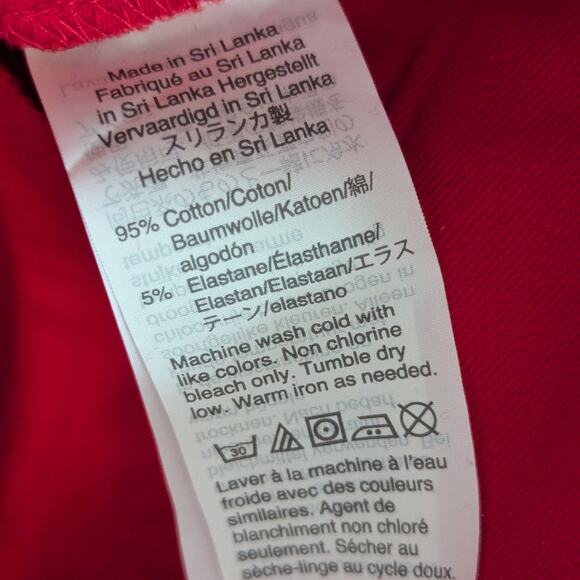 Made in Sri Lanka
Fabriqué au Sri Lanka
in Sri Lanka Hergestellt
Vervaardigd in Sri Lanka
スリランカ製
Hecho en Sri Lanka
95% Cotton/Coton/
Baumwolle/Katoen/綿/
algodón
5% Elastane/Élasthanne/
Elastan/Elastaan/エラス
テーン/elastano
Machine wash cold with
like colors. Non chlorine
bleach only. Tumble dry
low. Warm iron as needed.
30
Laver à la machine à l'eau
froide avec des couleurs
similaires. Agent de
blanchiment non chloré
seulement. Sécher au
sèche-linge au cycle doux.